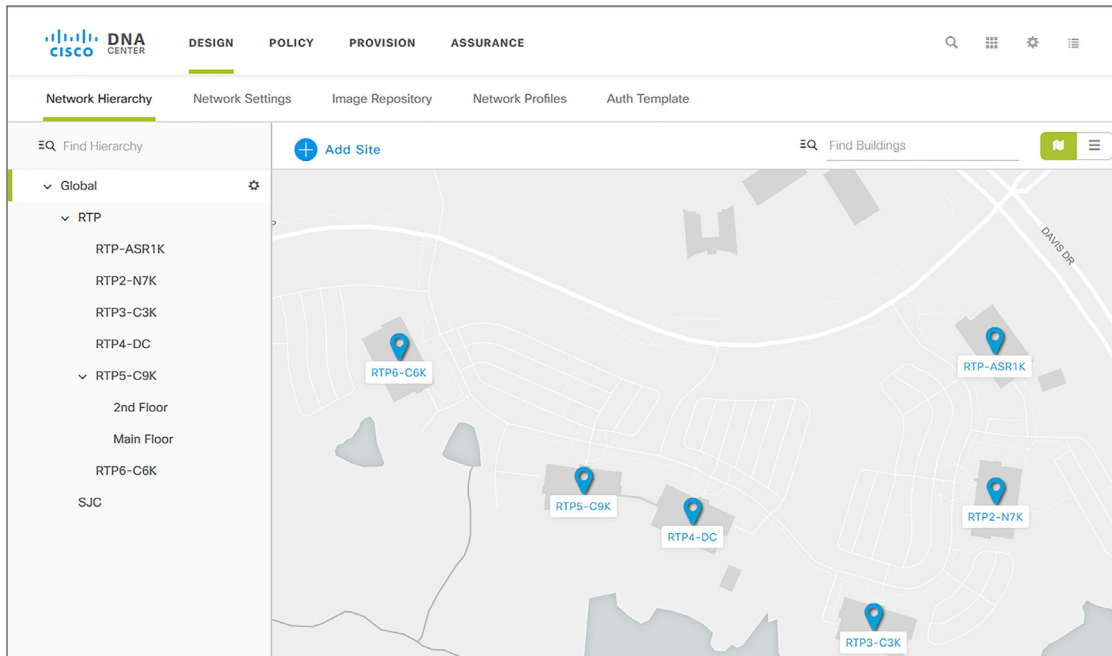 CISCO DNA CENTER DESIGN POLICY PROVISION ASSURANCE
Network Hierarchy Network Settings Image Repository Network Profiles Auth Template
Find Hierarchy
Add Site
Find Buildings
Global
RTP
RTP-ASR1K
RTP2-N7K
RTP3-C3K
RTP4-DC
RTP5-C9K
2nd Floor
Main Floor
RTP6-C6K
SJC
DAVIS DR
RTP6-C6K
RTP-ASR1K
RTP5-C9K
RTP4-DC
RTP2-N7K
RTP3-C3K